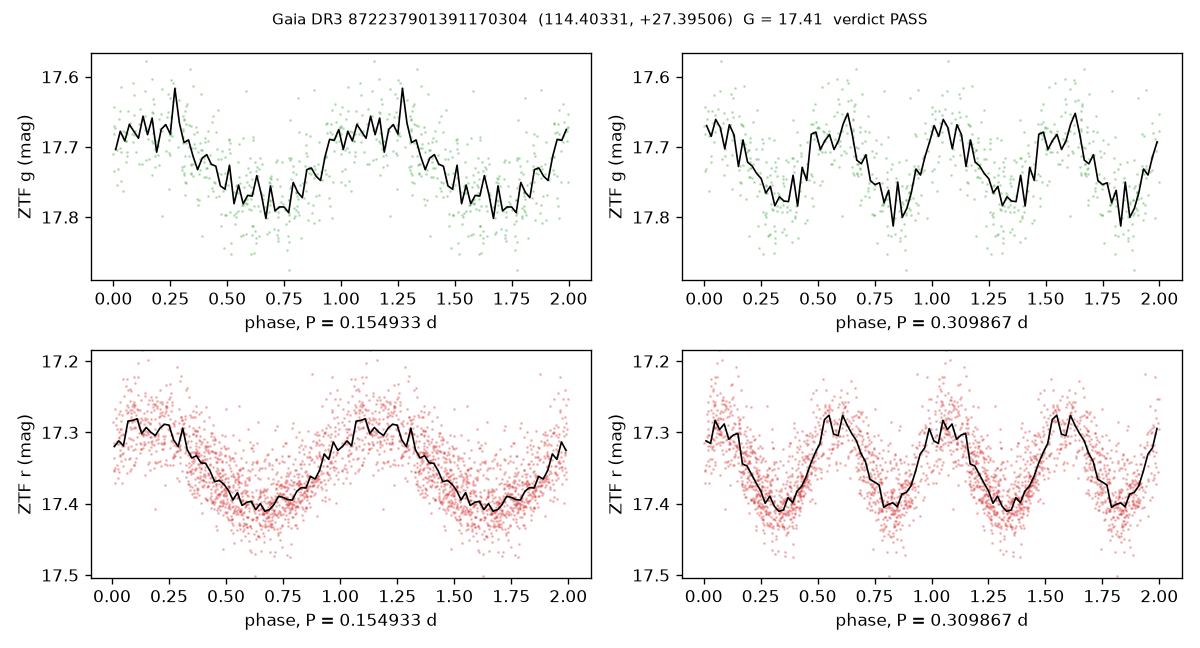 Gaia DR3 872237901391170304 (114.40331, +27.39506) G = 17.41 verdict PASS
ZTF g (mag)
17.6
17.7
17.8
0.00 0.25 0.50 0.75 1.00 1.25 1.50 1.75 2.00
phase, P = 0.154933 d
ZTF g (mag)
17.6
17.7
17.8
0.00 0.25 0.50 0.75 1.00 1.25 1.50 1.75 2.00
phase, P = 0.309867 d
ZTF r (mag)
17.2
17.3
17.4
17.5
0.00 0.25 0.50 0.75 1.00 1.25 1.50 1.75 2.00
phase, P = 0.154933 d
ZTF r (mag)
17.2
17.3
17.4
17.5
0.00 0.25 0.50 0.75 1.00 1.25 1.50 1.75 2.00
phase, P = 0.309867 d